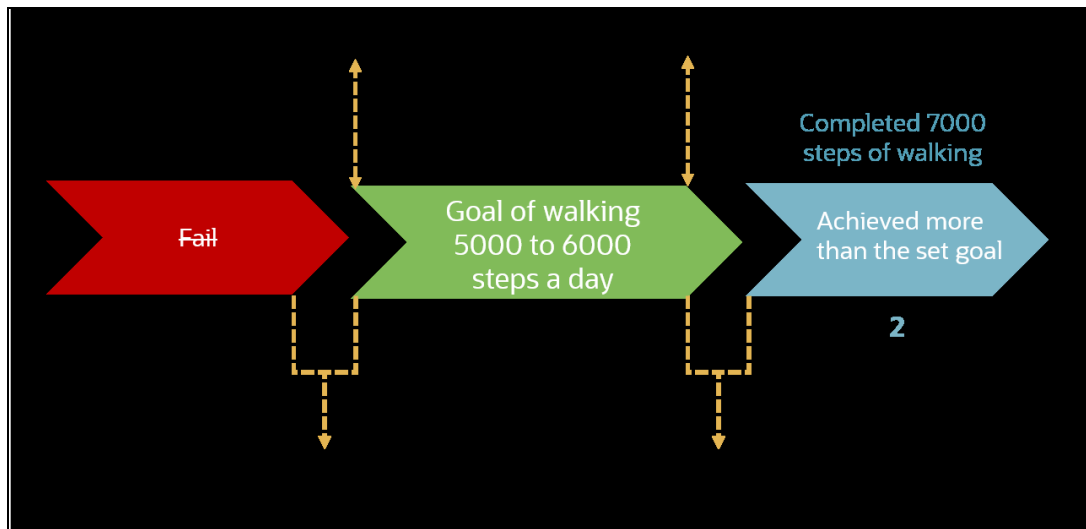 Completed 7000
steps of walking
Fail
Goal of walking
5000 to 6000
steps a day
Achieved more
than the set goal
2